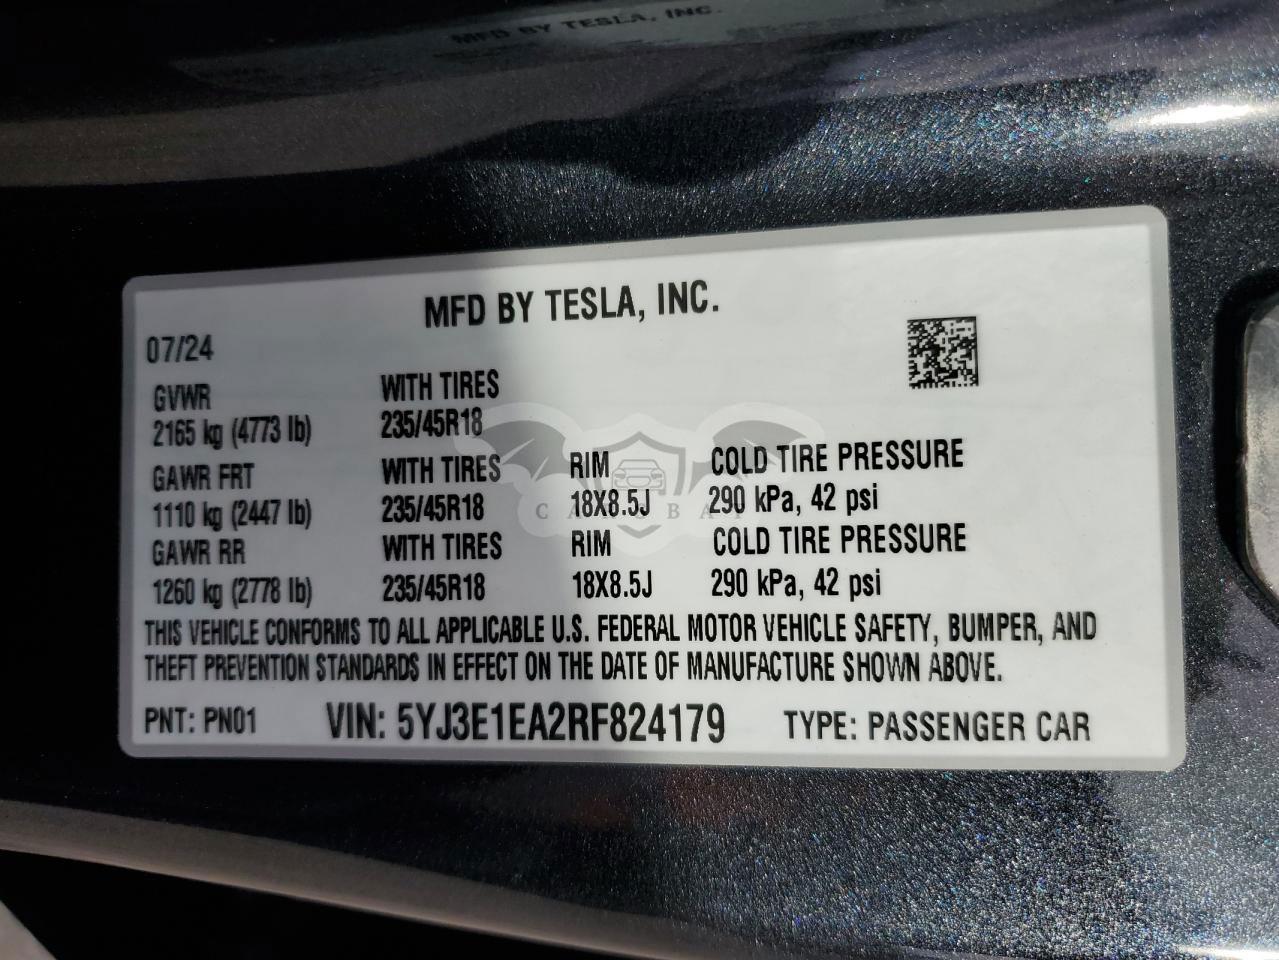 MFD BY TESLA, INC.
MFD BY TESLA, INC.
07/24
GVWR WITH TIRES
2165 kg (4773 lb) 235/45R18
GAWR FRT WITH TIRES RIM COLD TIRE PRESSURE
1110 kg (2447 lb) 235/45R18 18X8.5J 290 kPa, 42 psi
GAWR RR WITH TIRES RIM COLD TIRE PRESSURE
1260 kg (2778 lb) 235/45R18 18X8.5J 290 kPa, 42 psi
THIS VEHICLE CONFORMS TO ALL APPLICABLE U.S. FEDERAL MOTOR VEHICLE SAFETY, BUMPER, AND
THEFT PREVENTION STANDARDS IN EFFECT ON THE DATE OF MANUFACTURE SHOWN ABOVE.
PNT: PN01 VIN: 5YJ3E1EA2RF824179 TYPE: PASSENGER CAR